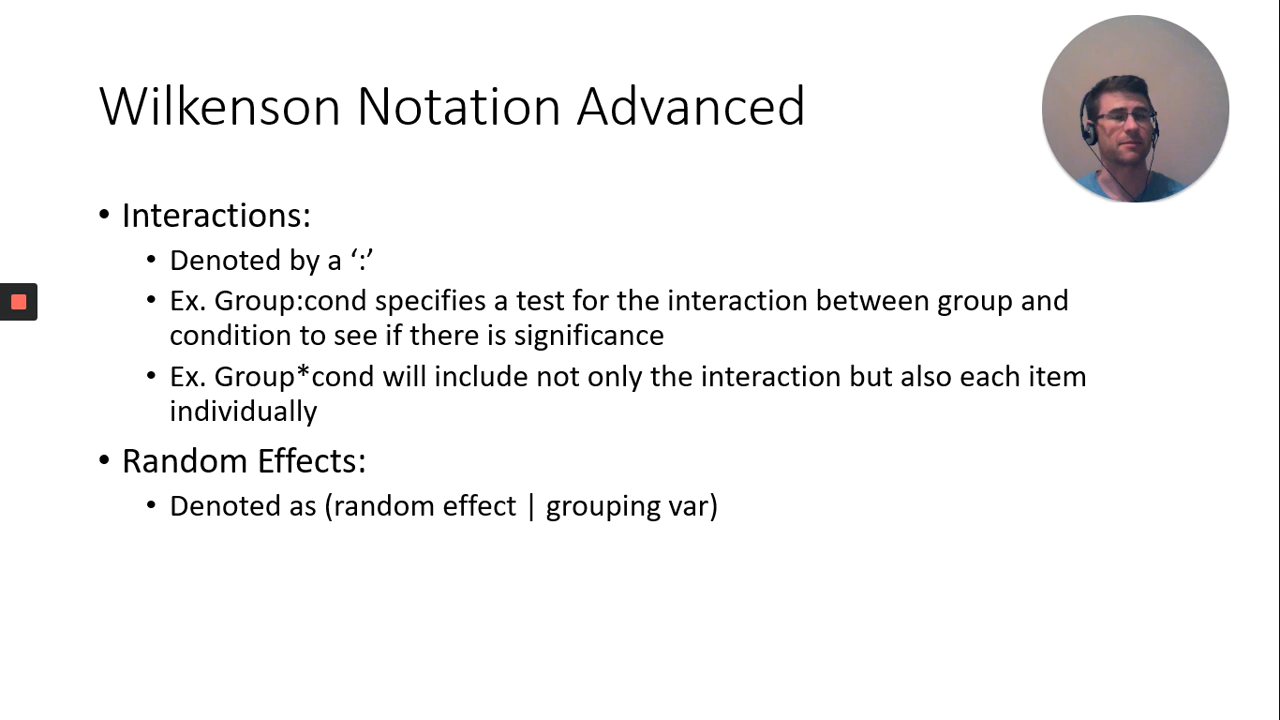 Wilkenson Notation Advanced
• Interactions:
• Denoted by a ‘:’
• Ex. Group:cond specifies a test for the interaction between group and
condition to see if there is significance
• Ex. Group*cond will include not only the interaction but also each item
individually
• Random Effects:
• Denoted as (random effect | grouping var)